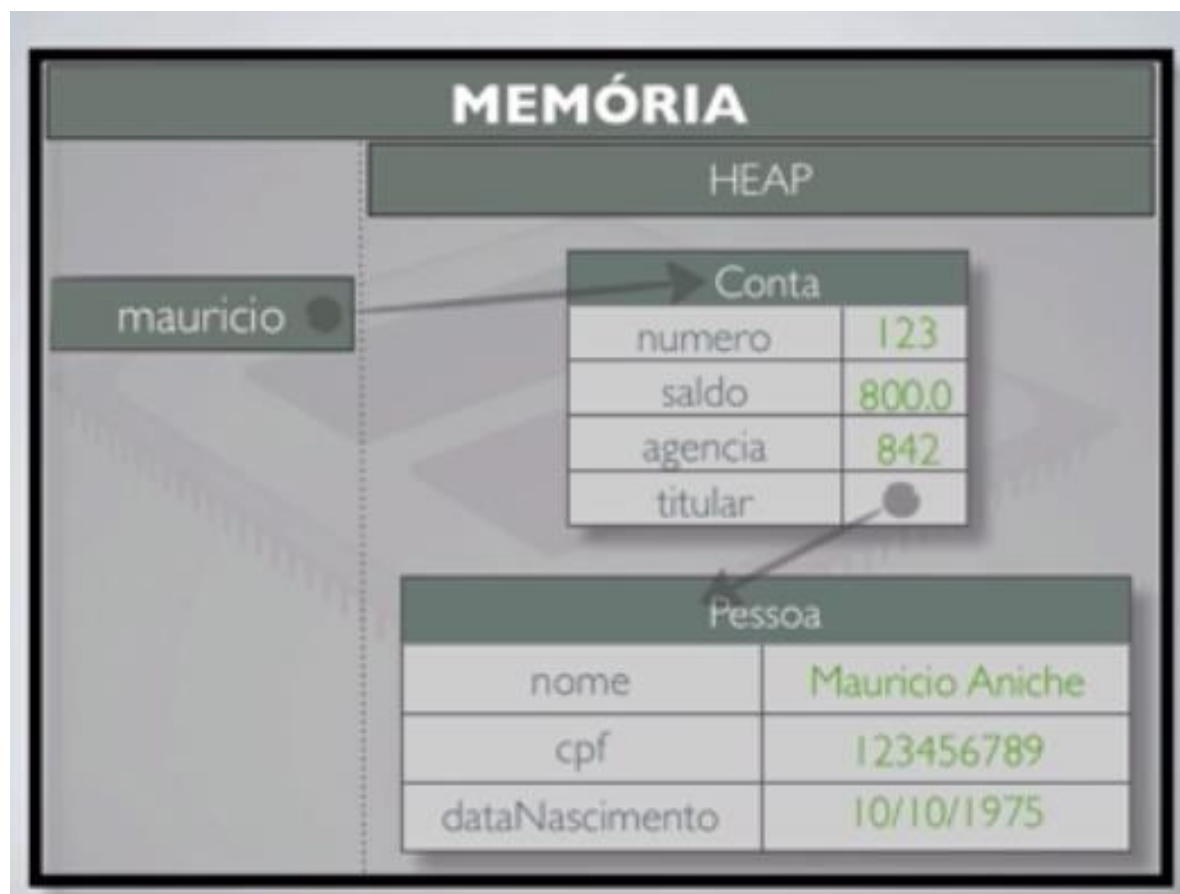 MEMÓRIA
HEAP
mauricio
Conta
numero 123
saldo 800.0
agencia 842
titular
Pessoa
nome Mauricio Aniche
cpf 123456789
dataNascimento 10/10/1975